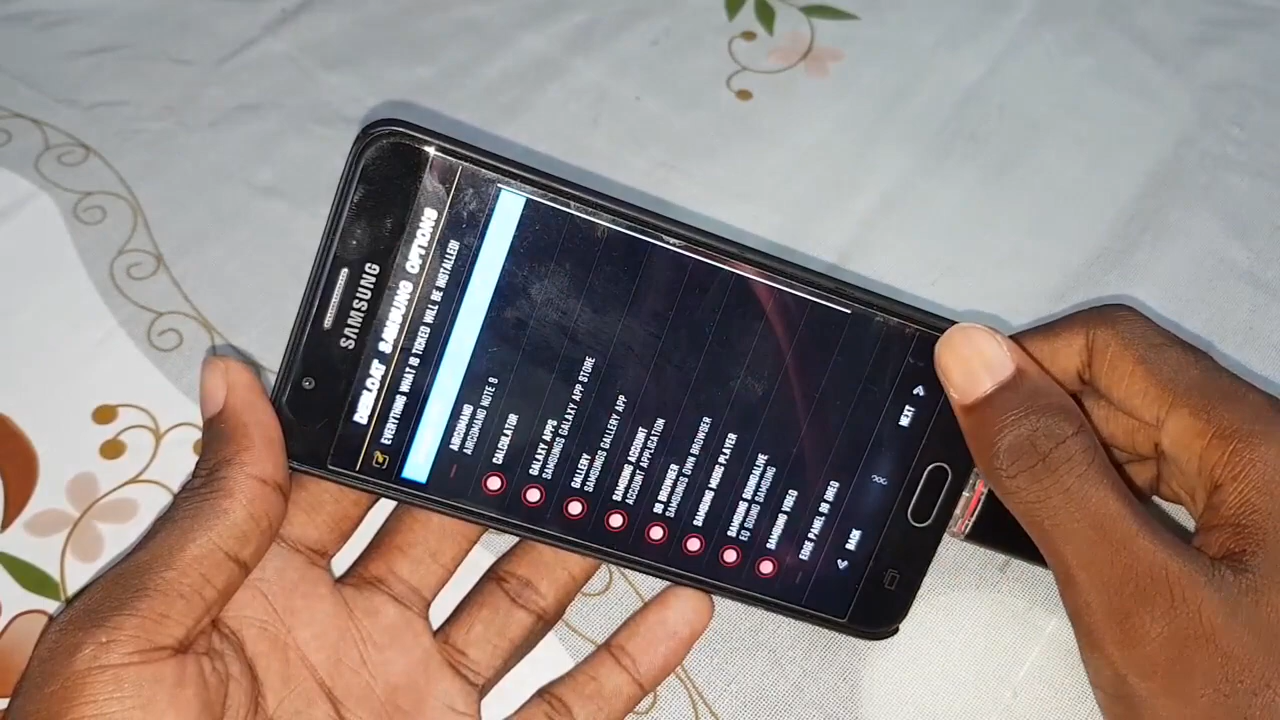 SAMSUNG
DEBLOAT SAMSUNG OPTIONS
EVERYTHING WHAT IS TICKED WILL BE INSTALLED!
AIRCOMAND
AIRCOMAND NOTE 8
CALCULATOR
GALAXY APPS
SAMSUNGS GALAXY APP STORE
GALLERY
SAMSUNGS GALLERY APP
SAMSUNG ACCOUNT
ACCOUNT APPLICATION
S9 BROWSER
SAMSUNGS OWN BROWSER
SAMSUNG MUSIC PLAYER
SAMSUNG SOUNDALIVE
EQ SOUND SAMSUNG
SAMSUNG VIDEO
EDGE PANEL S9 OREO
BACK
NEXT